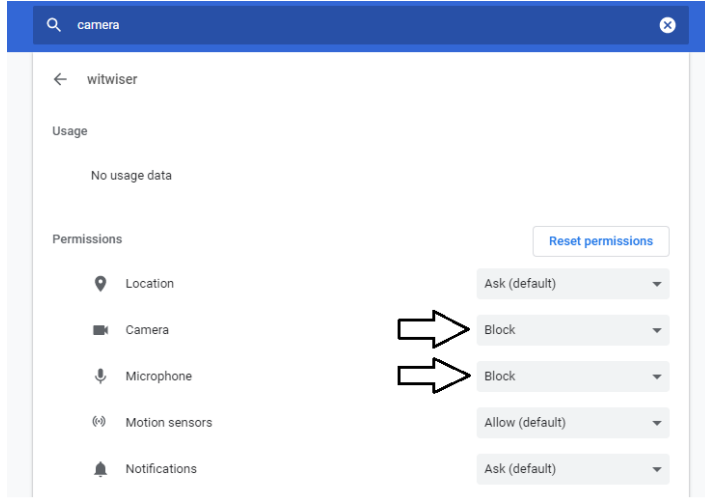 camera
witwiser
Usage
No usage data
Permissions
Reset permissions
Location
Ask (default)
Camera
Block
Microphone
Block
Motion sensors
Allow (default)
Notifications
Ask (default)